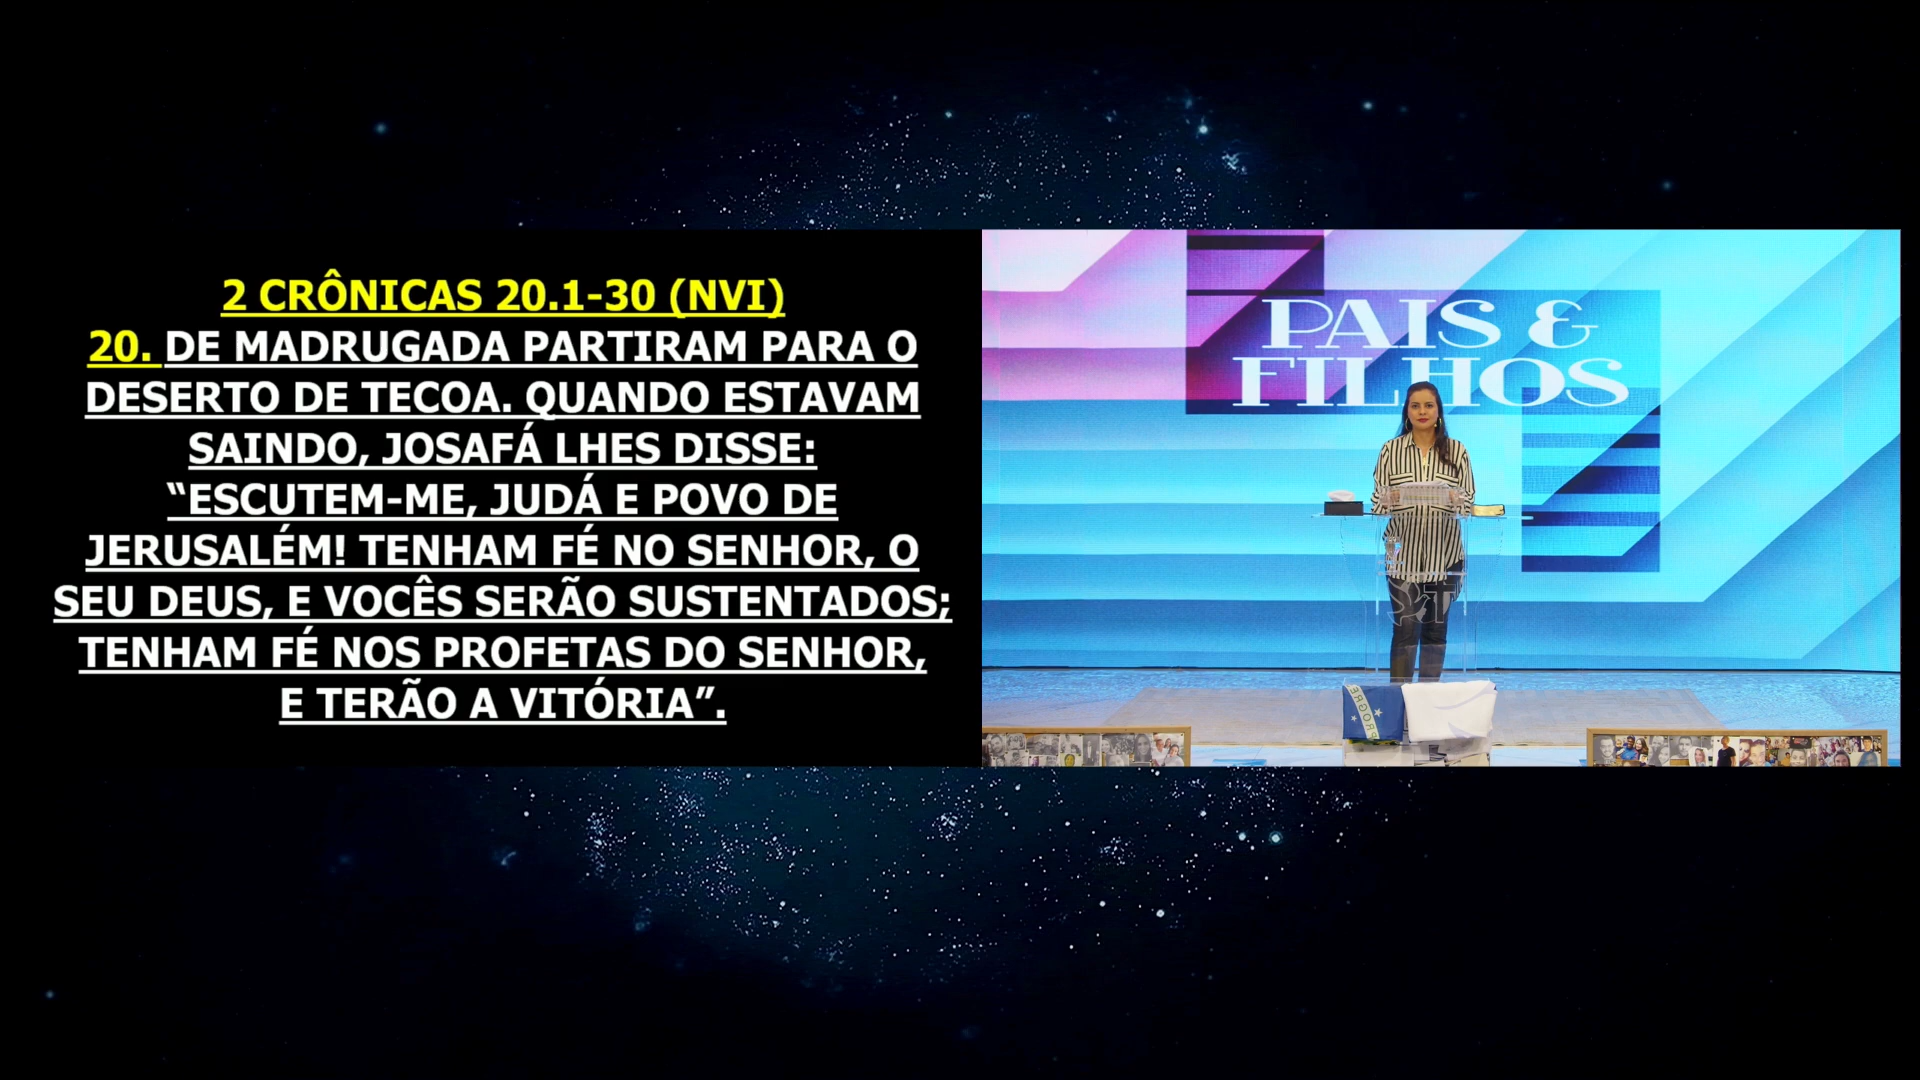 2 CRÔNICAS 20.1-30 (NVI)
20. DE MADRUGADA PARTIRAM PARA O
DESERTO DE TECOA. QUANDO ESTAVAM
SAINDO, JOSAFÁ LHES DISSE:
“ESCUTEM-ME, JUDÁ E POVO DE
JERUSALÉM! TENHAM FÉ NO SENHOR, O
SEU DEUS, E VOCÊS SERÃO SUSTENTADOS;
TENHAM FÉ NOS PROFETAS DO SENHOR,
E TERÃO A VITÓRIA”.
PAIS &
FILHOS
PROGRE